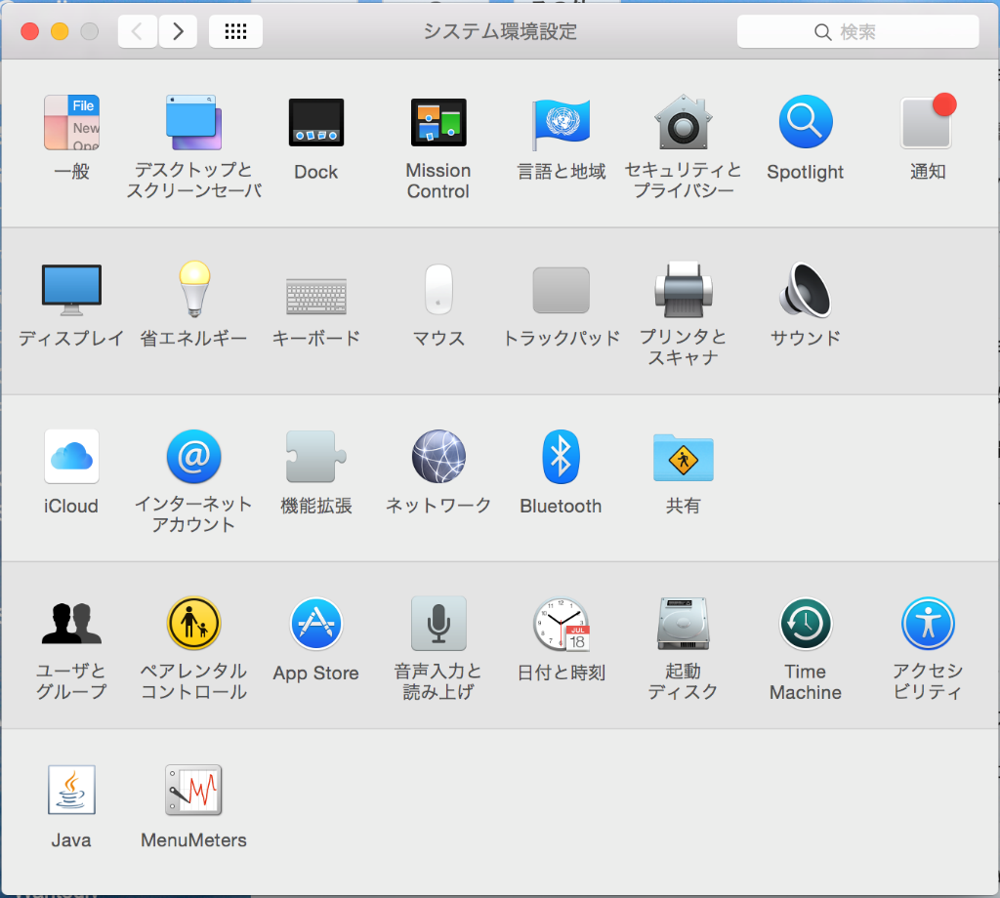 システム環境設定
検索
File
New
一般
デスクトップと
スクリーンセーバ
Dock
Mission
Control
言語と地域
セキュリティと
プライバシー
Spotlight
通知
ディスプレイ
省エネルギー
キーボード
マウス
トラックパッド
プリンタと
スキャナ
サウンド
iCloud
インターネット
アカウント
機能拡張
ネットワーク
Bluetooth
共有
ユーザと
グループ
ペアレンタル
コントロール
App Store
音声入力と
読み上げ
JUL
18
日付と時刻
起動
ディスク
Time
Machine
アクセシ
ビリティ
Java
MenuMeters